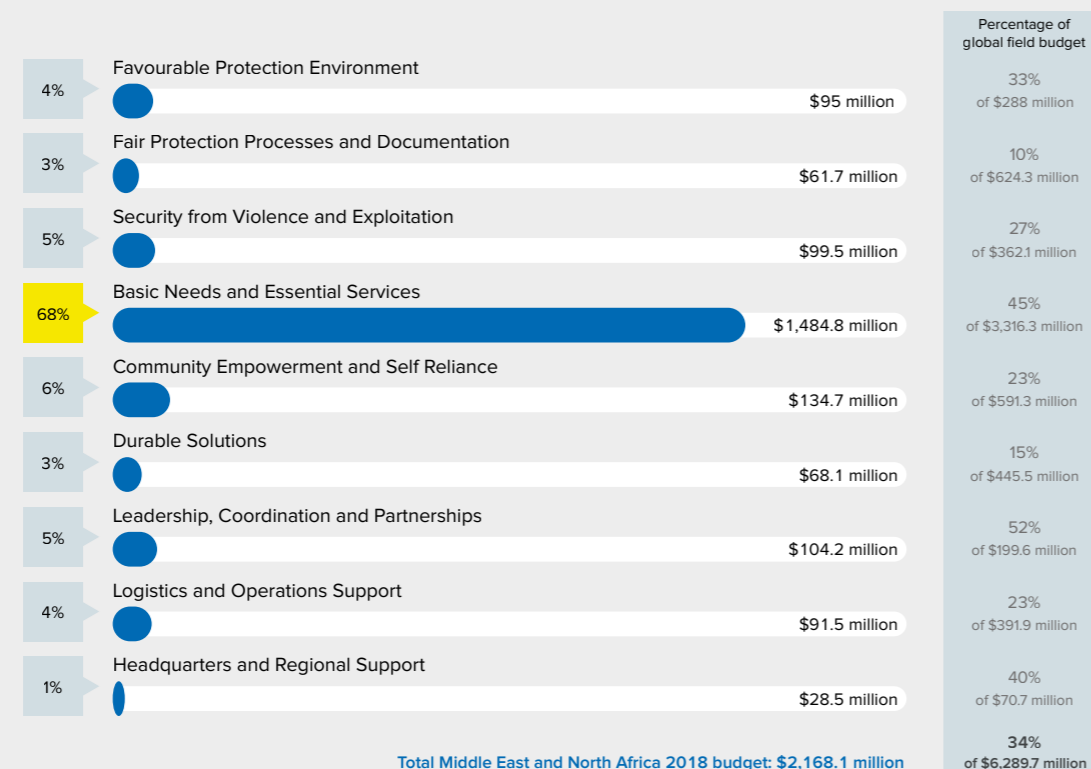 Percentage of
global field budget
Favourable Protection Environment
4%
$95 million
33%
of $288 million
Fair Protection Processes and Documentation
3%
$61.7 million
10%
of $624.3 million
Security from Violence and Exploitation
5%
$99.5 million
27%
of $362.1 million
Basic Needs and Essential Services
68%
$1,484.8 million
45%
of $3,316.3 million
Community Empowerment and Self Reliance
6%
$134.7 million
23%
of $591.3 million
Durable Solutions
3%
$68.1 million
15%
of $445.5 million
Leadership, Coordination and Partnerships
5%
$104.2 million
52%
of $199.6 million
Logistics and Operations Support
4%
$91.5 million
23%
of $391.9 million
Headquarters and Regional Support
1%
$28.5 million
40%
of $70.7 million
Total Middle East and North Africa 2018 budget: $2,168.1 million
34%
of $6,289.7 million